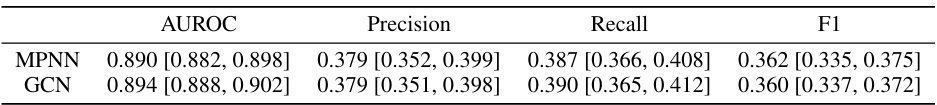 AUROC Precision Recall F1
MPNN 0.890 [0.882, 0.898] 0.379 [0.352, 0.399] 0.387 [0.366, 0.408] 0.362 [0.335, 0.375]
GCN 0.894 [0.888, 0.902] 0.379 [0.351, 0.398] 0.390 [0.365, 0.412] 0.360 [0.337, 0.372]